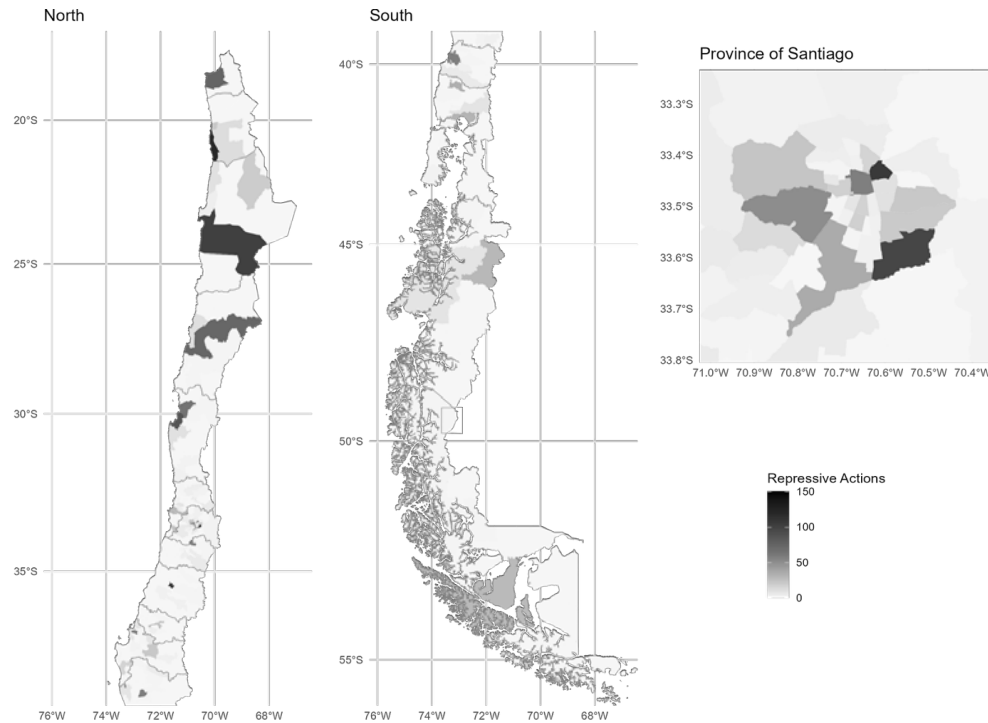 North
20°S
25°S
30°S
35°S
76°W 74°W 72°W 70°W 68°W
South
40°S
45°S
50°S
55°S
76°W 74°W 72°W 70°W 68°W
Province of Santiago
33.3°S
33.4°S
33.5°S
33.6°S
33.7°S
33.8°S
71.0°W 70.9°W 70.8°W 70.7°W 70.6°W 70.5°W 70.4°W
Repressive Actions
150
100
50
0